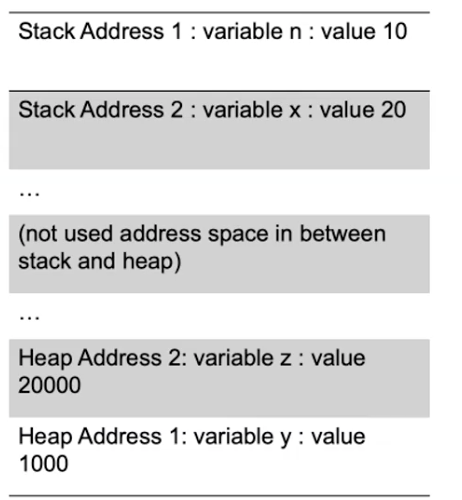 Stack Address 1 : variable n : value 10
Stack Address 2 : variable x : value 20
...
(not used address space in between
stack and heap)
...
Heap Address 2: variable z : value
20000
Heap Address 1: variable y : value
1000